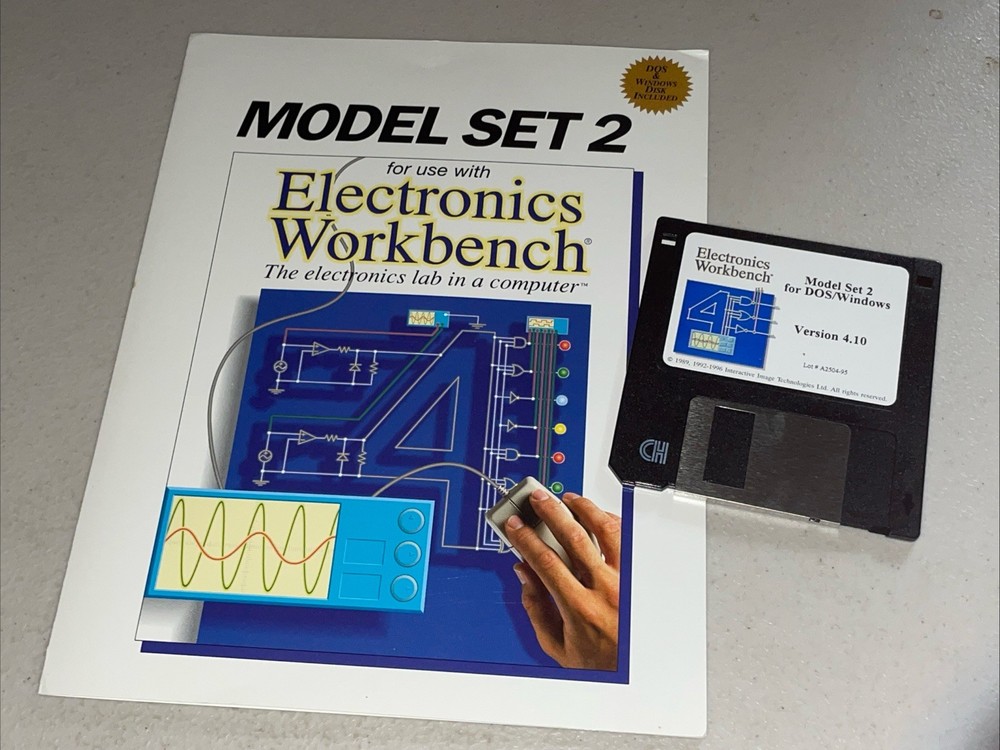 DOS
&
WINDOWS
DISK
INCLUDED
MODEL SET 2
for use with
Electronics
Workbench®
The electronics lab in a computer™
4
Electronics
Workbench®
Model Set 2
for DOS/Windows
4
Version 4.10
Lot # A2504-95
© 1989, 1992-1996 Interactive Image Technologies Ltd. All rights reserved.